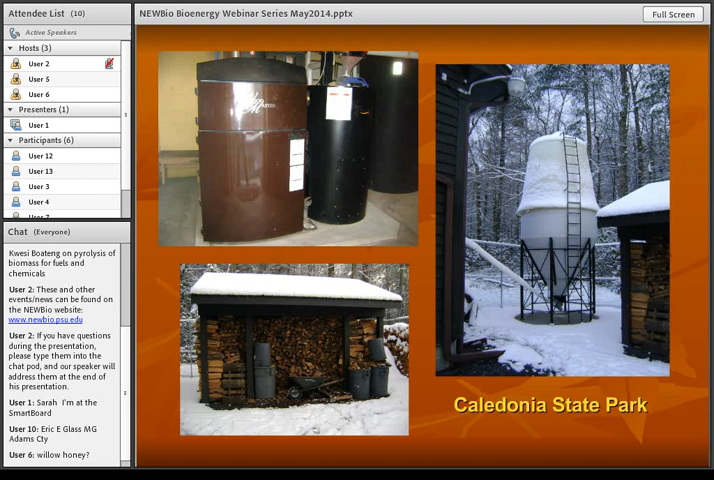 Attendee List (10)
Active Speakers
Hosts (3)
User 2
User 5
User 6
Presenters (1)
User 1
Participants (6)
User 12
User 13
User 3
User 4
User 7
Chat (Everyone)
Kwesi Boateng on pyrolysis of
biomass for fuels and
chemicals
User 2: These and other
events/news can be found on
the NEWBio website:
www.newbio.psu.edu
User 2: If you have questions
during the presentation,
please type them into the
chat pod, and our speaker will
address them at the end of
his presentation.
User 1: Sarah I'm at the
SmartBoard
User 10: Eric E Glass MG
Adams Cty
User 6: willow honey?
NEWBio Bioenergy Webinar Series May2014.pptx
Full Screen
Caledonia State Park